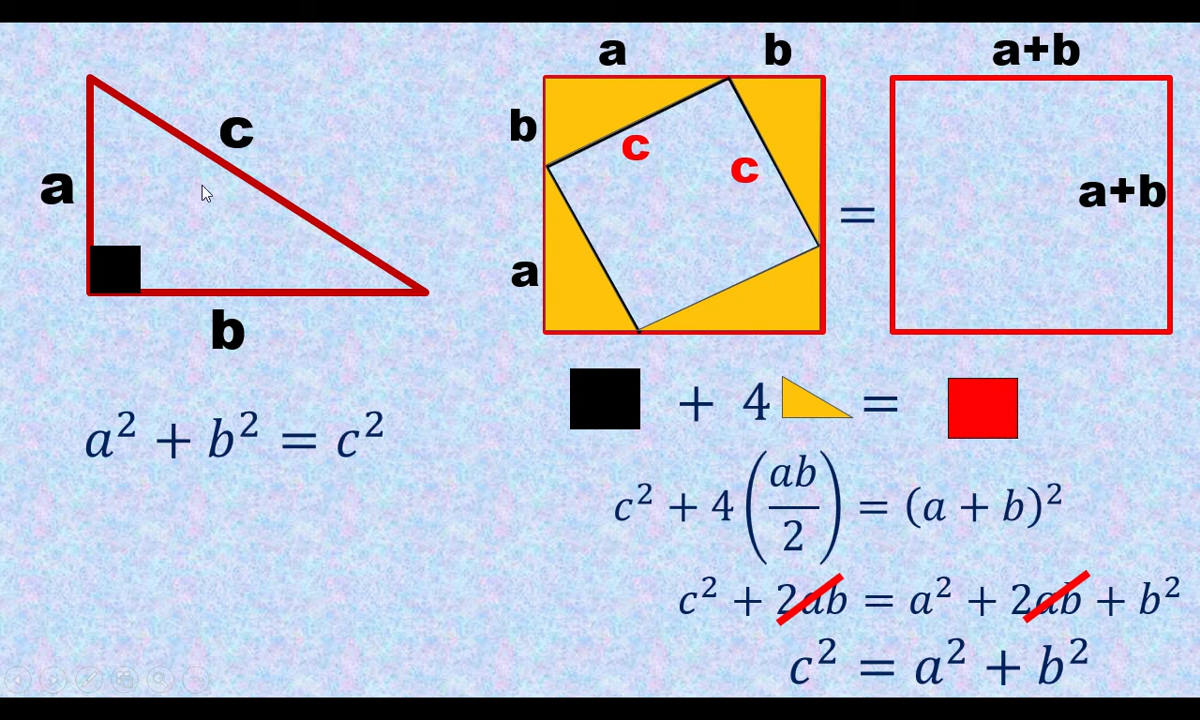 a
c
b
a² + b² = c²
a b
b
a
c
c
=
a+b
a+b
+ 4 =
c² + 4(ab/2) = (a + b)²
c² + 2ab = a² + 2ab + b²
c² = a² + b²